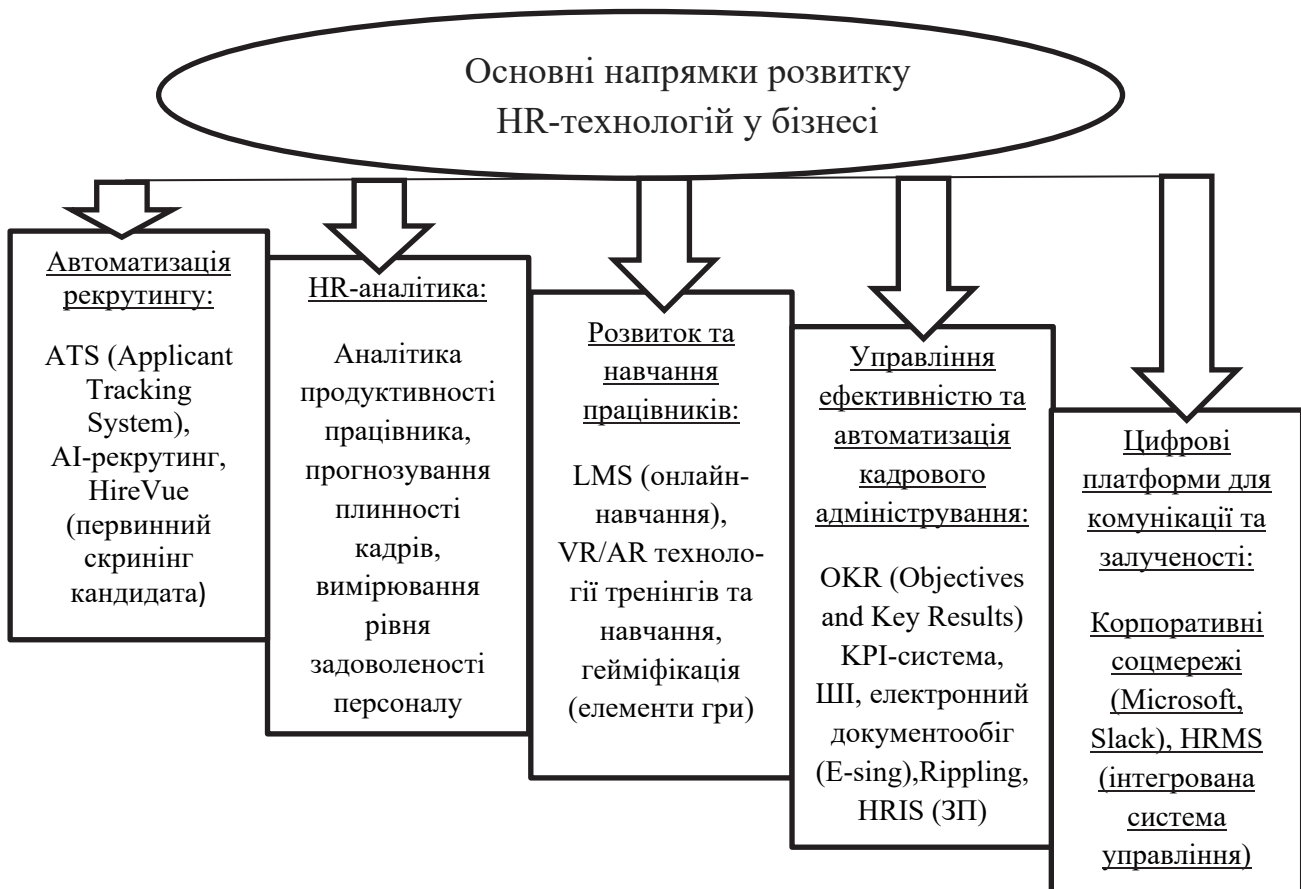 Основні напрямки розвитку
HR-технологій у бізнесі
Автоматизація
рекрутингу:
ATS (Applicant
Tracking
System),
AI-рекрутинг,
HireVue
(первинний
скринінг
кандидата)
HR-аналітика:
Аналітика
продуктивності
працівника,
прогнозування
плинності
кадрів,
вимірювання
рівня
задоволеності
персоналу
Розвиток та
навчання
працівників:
LMS (онлайн-
навчання),
VR/AR техноло-
гії тренінгів та
навчання,
гейміфікація
(елементи гри)
Управління
ефективністю та
автоматизація
кадрового
адміністрування:
OKR (Objectives
and Key Results)
KPI-система,
ШІ, електронний
документообіг
(E-sing),Rippling,
HRIS (ЗП)
Цифрові
платформи для
комунікації та
залученості:
Корпоративні
соцмережі
(Microsoft,
Slack), HRMS
(інтегрована
система
управління)